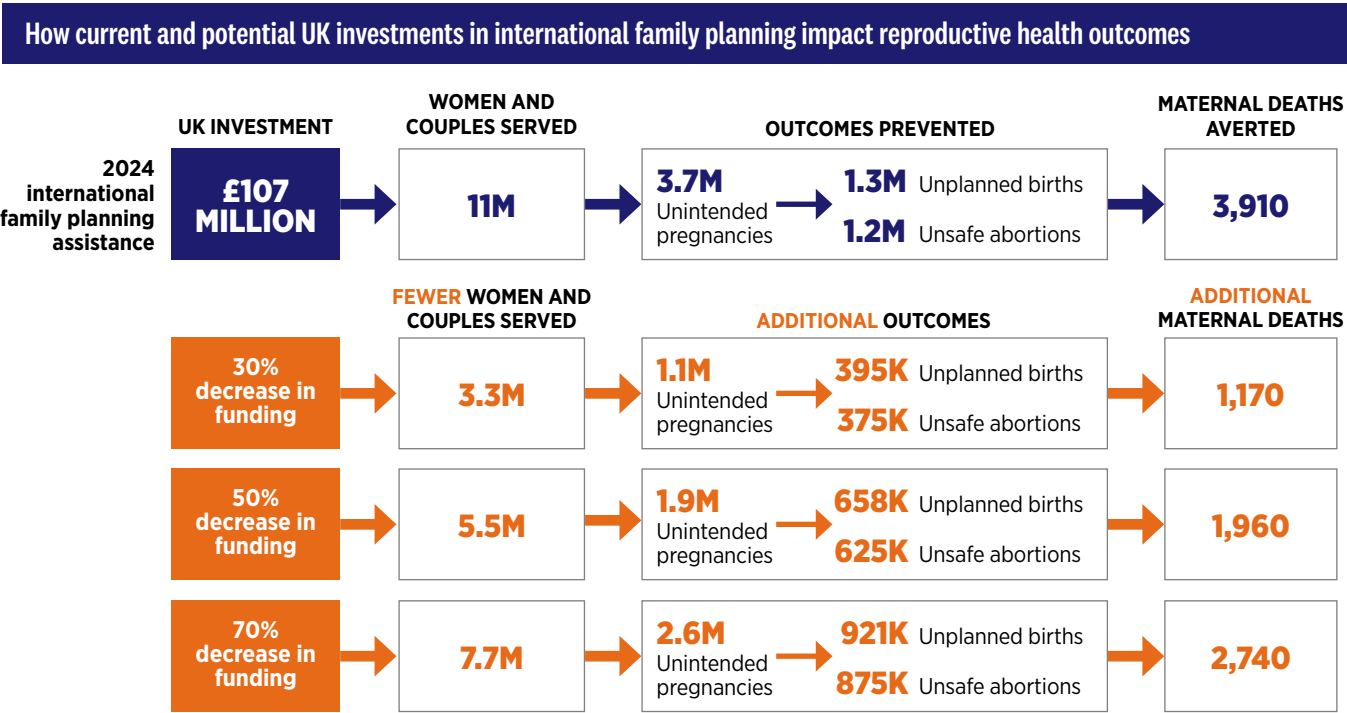 How current and potential UK investments in international family planning impact reproductive health outcomes
UK INVESTMENT
WOMEN AND
COUPLES SERVED
OUTCOMES PREVENTED
MATERNAL DEATHS
AVERTED
2024
international
family planning
assistance
£107
MILLION
11M
3.7M
Unintended
pregnancies
1.3M Unplanned births
1.2M Unsafe abortions
3,910
FEWER WOMEN AND
COUPLES SERVED
ADDITIONAL OUTCOMES
ADDITIONAL
MATERNAL DEATHS
30%
decrease in
funding
3.3M
1.1M
Unintended
pregnancies
395K Unplanned births
375K Unsafe abortions
1,170
50%
decrease in
funding
5.5M
1.9M
Unintended
pregnancies
658K Unplanned births
625K Unsafe abortions
1,960
70%
decrease in
funding
7.7M
2.6M
Unintended
pregnancies
921K Unplanned births
875K Unsafe abortions
2,740